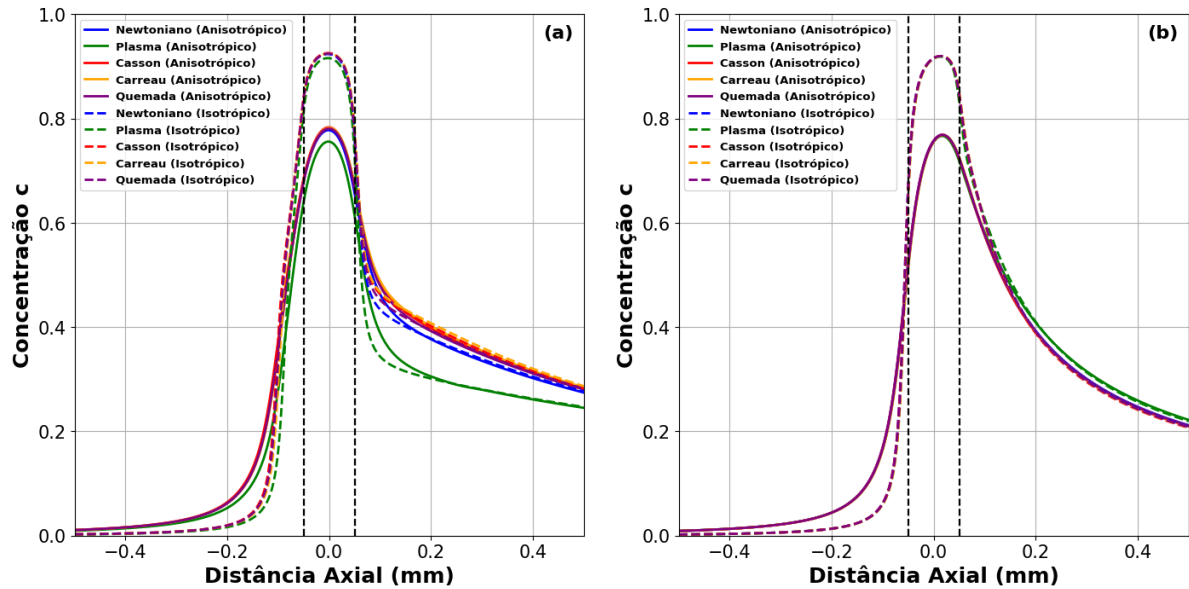 (a)
Newtoniano (Anisotrópico)
Plasma (Anisotrópico)
Casson (Anisotrópico)
Carreau (Anisotrópico)
Quemada (Anisotrópico)
Newtoniano (Isotrópico)
Plasma (Isotrópico)
Casson (Isotrópico)
Carreau (Isotrópico)
Quemada (Isotrópico)
Concentração c
1.0
0.8
0.6
0.4
0.2
0.0
−0.4 −0.2 0.0 0.2 0.4
Distância Axial (mm)
(b)
Newtoniano (Anisotrópico)
Plasma (Anisotrópico)
Casson (Anisotrópico)
Carreau (Anisotrópico)
Quemada (Anisotrópico)
Newtoniano (Isotrópico)
Plasma (Isotrópico)
Casson (Isotrópico)
Carreau (Isotrópico)
Quemada (Isotrópico)
Concentração c
1.0
0.8
0.6
0.4
0.2
0.0
−0.4 −0.2 0.0 0.2 0.4
Distância Axial (mm)